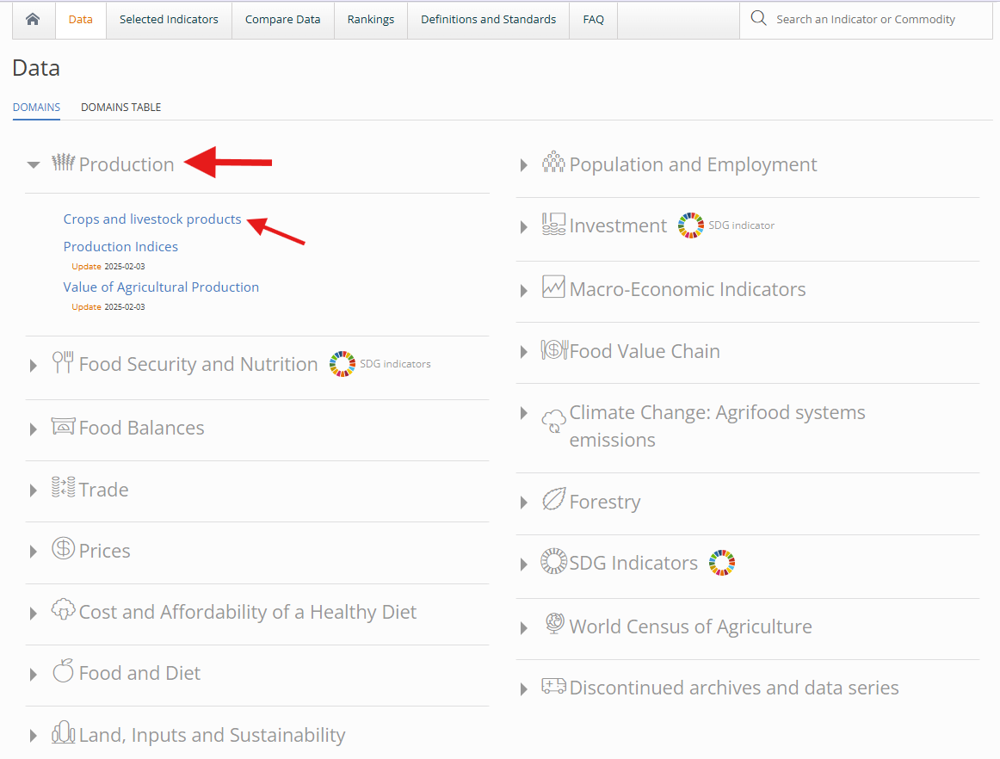 Data
Selected Indicators
Compare Data
Rankings
Definitions and Standards
FAQ
Search an Indicator or Commodity
Data
DOMAINS
DOMAINS TABLE
Production
Crops and livestock products
Production Indices
Update 2025-02-03
Value of Agricultural Production
Update 2025-02-03
Food Security and Nutrition
SDG indicators
Food Balances
Trade
Prices
Cost and Affordability of a Healthy Diet
Food and Diet
Land, Inputs and Sustainability
Population and Employment
Investment
SDG indicator
Macro-Economic Indicators
Food Value Chain
Climate Change: Agrifood systems
emissions
Forestry
SDG Indicators
World Census of Agriculture
Discontinued archives and data series